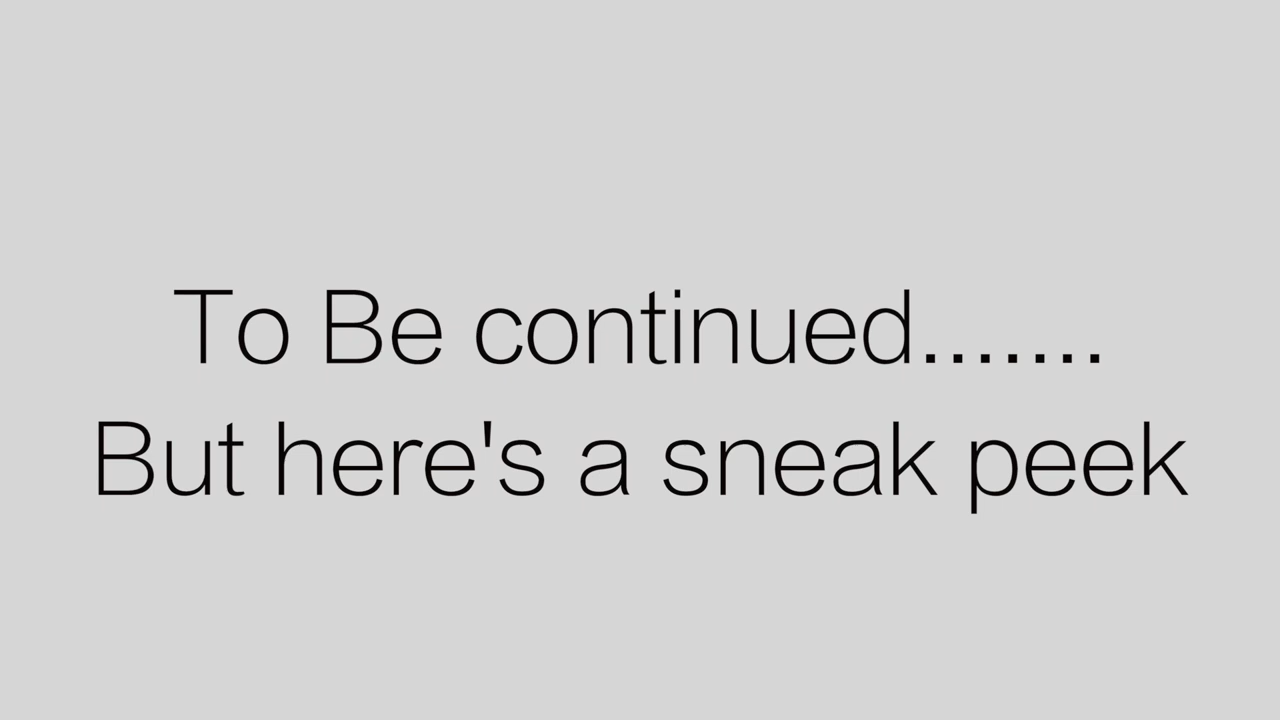 To Be continued.......
But here's a sneak peek